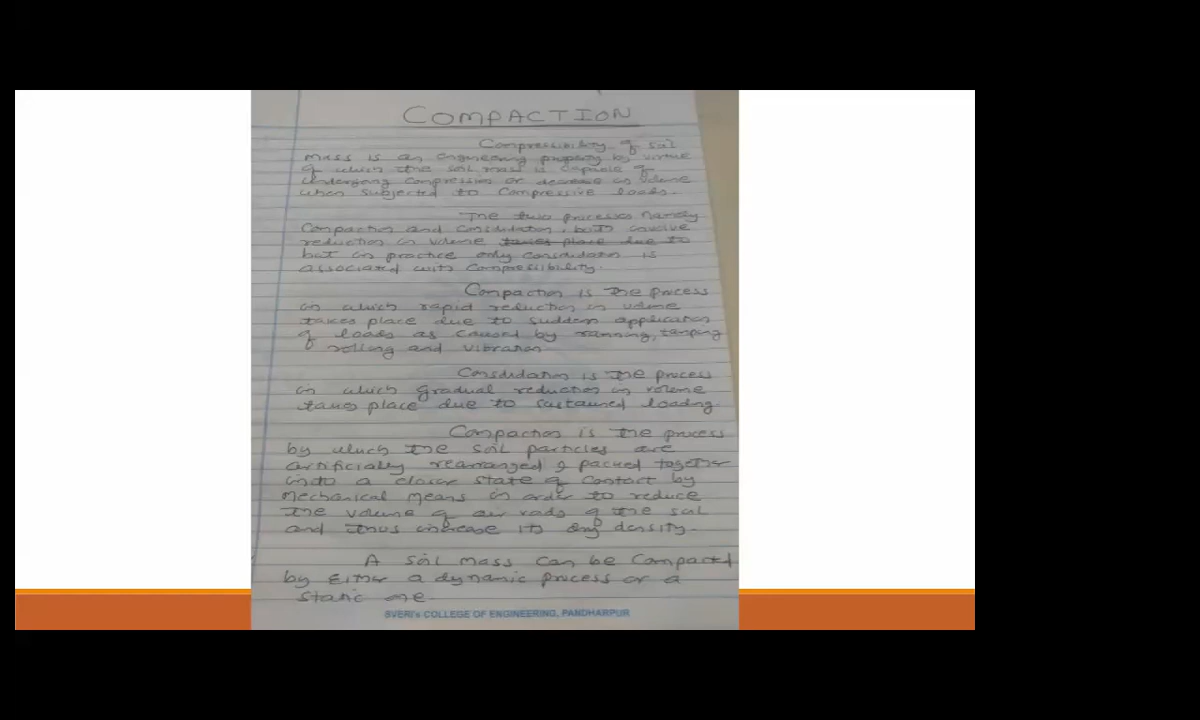 COMPACTION
Compressibility of soil
mass is an engineering property by virtue
of which the soil mass is capable of
undergoing compression or decrease in volume
when subjected to compressive loads.
The two processes namely
compaction and consolidation, both involve
reduction in volume takes place due to
but in practice only consolidation is
associated with compressibility.
Compaction is the process
in which rapid reduction in volume
takes place due to sudden application
of loads as caused by ramming, tamping
rolling and vibration
Consolidation is the process
in which gradual reduction in volume
takes place due to sustained loading
Compaction is the process
by which the soil particles are
artificially rearranged & packed together
into a closer state of contact by
mechanical means in order to reduce
the volume of air voids of the soil
and thus increase its dry density.
A soil mass can be compacted
by either a dynamic process or a
static one
SVERI's COLLEGE OF ENGINEERING, PANDHARPUR